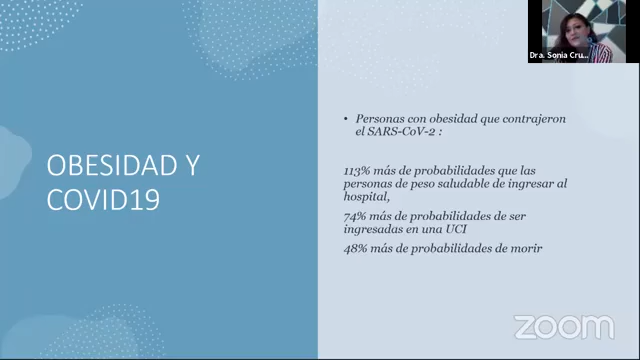 Dra. Sonia Cru...
OBESIDAD Y
COVID19
• Personas con obesidad que contrajeron
el SARS-CoV-2 :
113% más de probabilidades que las
personas de peso saludable de ingresar al
hospital,
74% más de probabilidades de ser
ingresadas en una UCI
48% más de probabilidades de morir
zoom